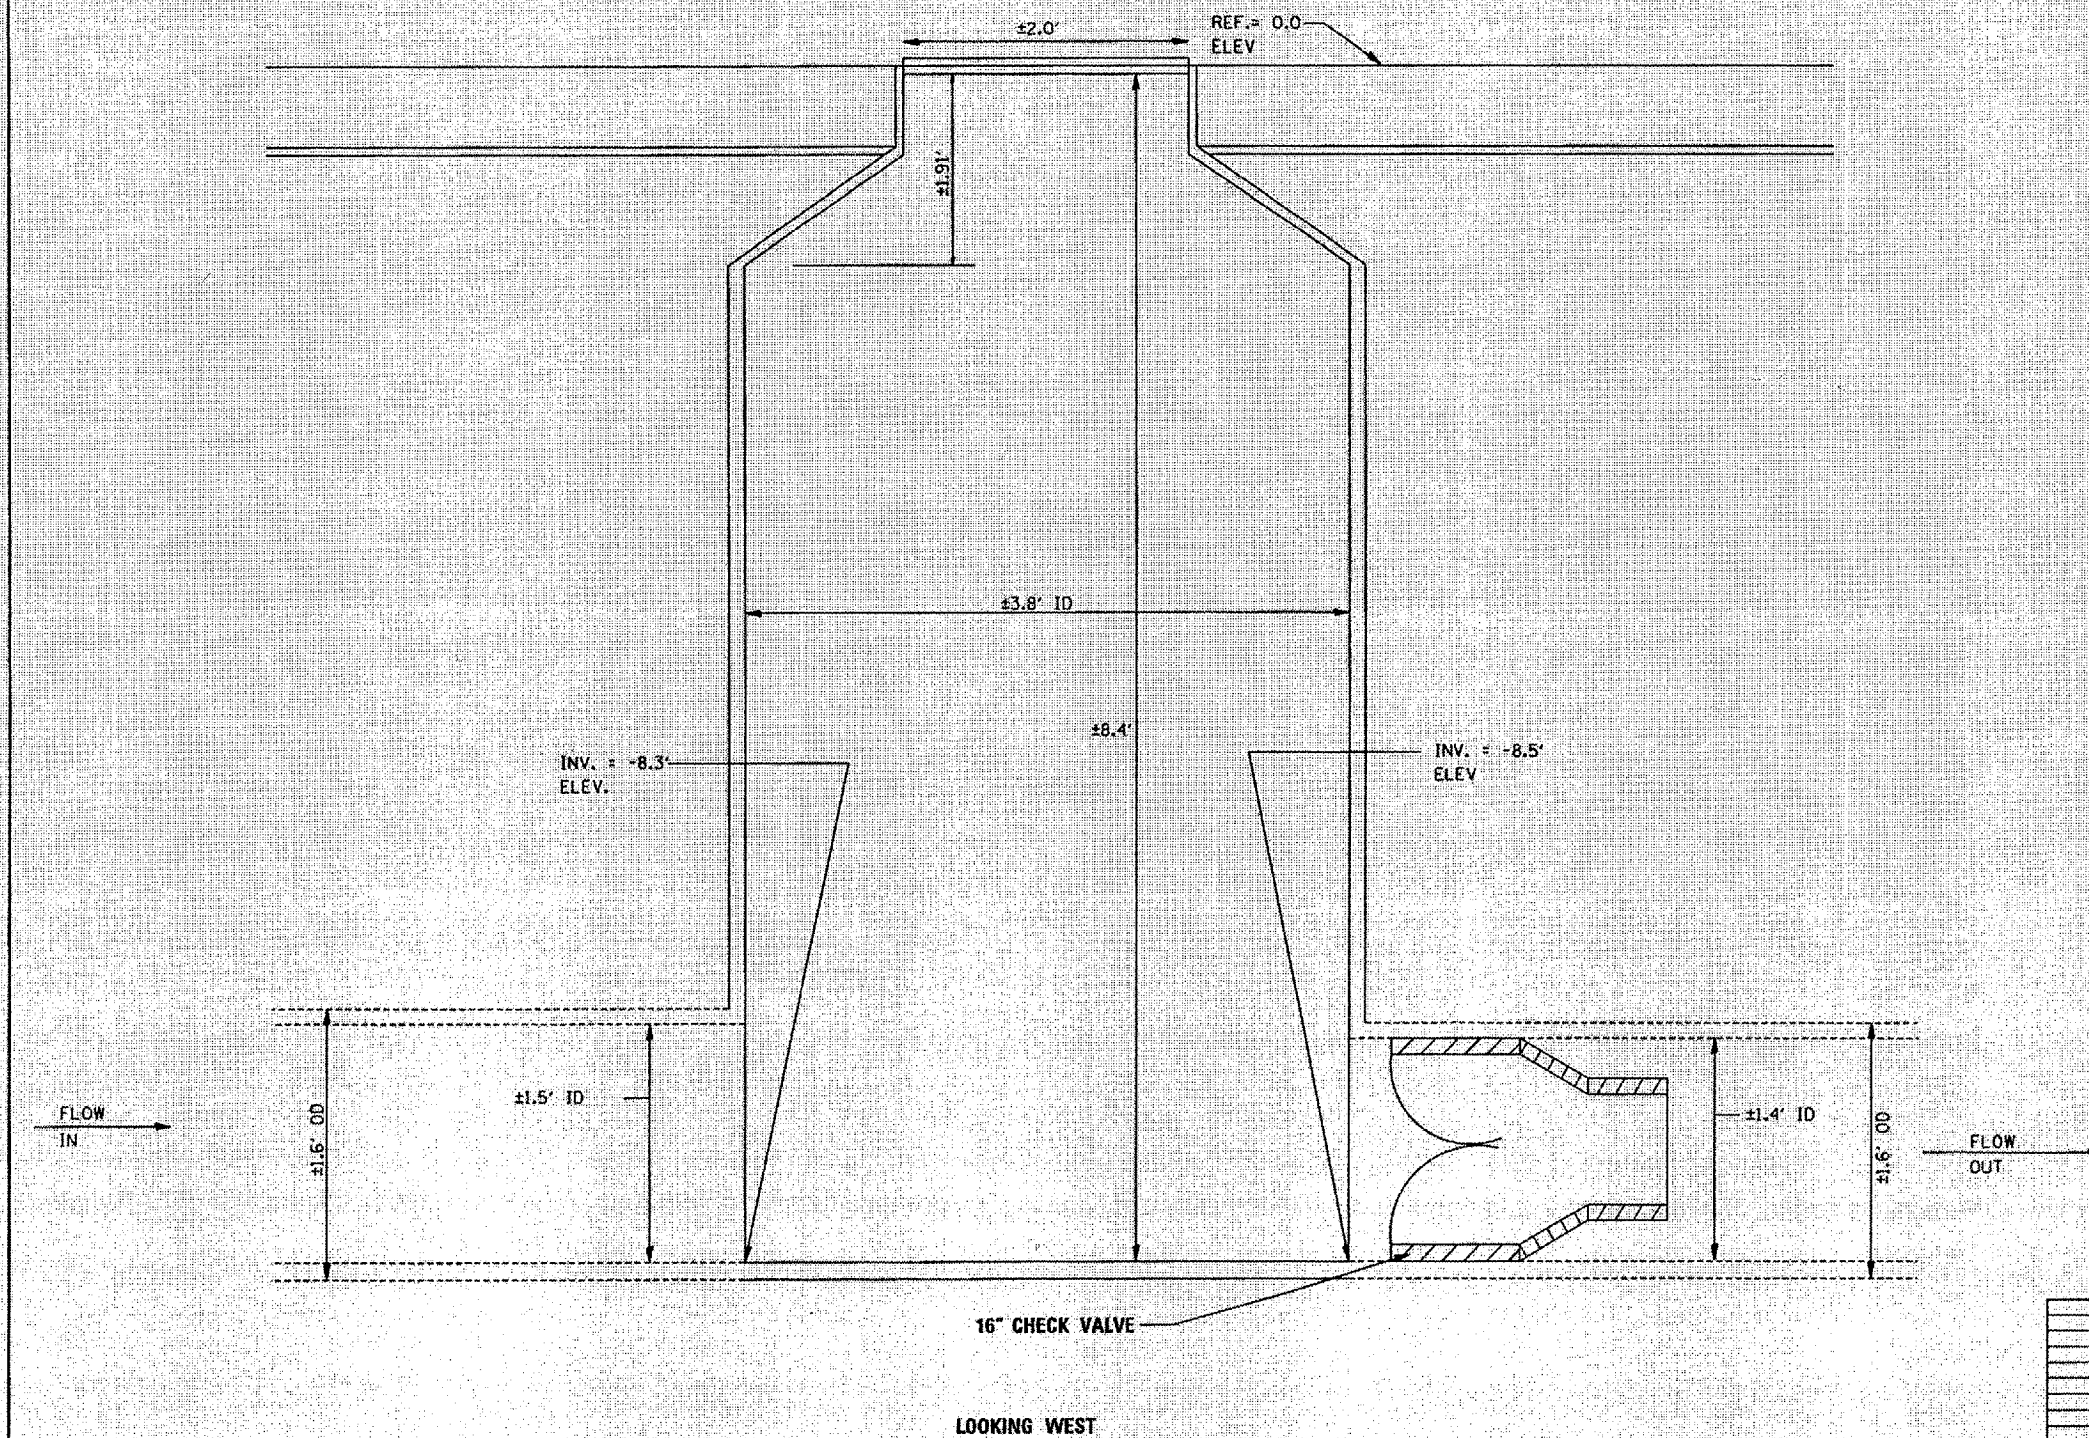 ±2.0'
REF.= 0.0
ELEV
±1.91'
±3.8' ID
±8.4'
INV. = -8.3'
ELEV.
INV. = -8.5'
ELEV
±1.5' ID
±1.6' OD
FLOW
IN
±1.4' ID
±1.6' OD
FLOW
OUT
16" CHECK VALVE
LOOKING WEST